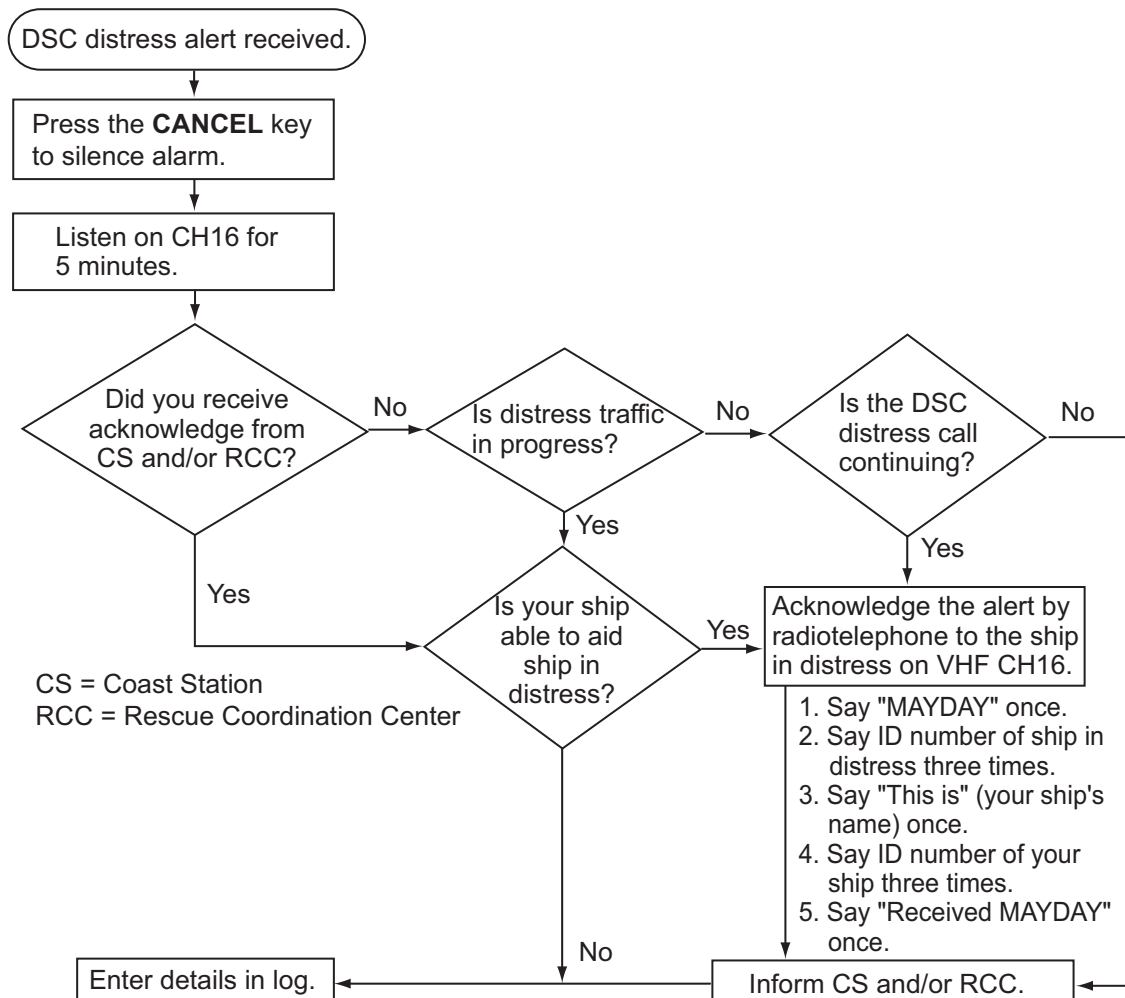 DSC distress alert received.
Press the CANCEL key
to silence alarm.
Listen on CH16 for
5 minutes.
Did you receive
acknowledge from
CS and/or RCC?
No
Is distress traffic
in progress?
No
Is the DSC
distress call
continuing?
No
Yes
Yes
Yes
Is your ship
able to aid
ship in
distress?
Yes
Acknowledge the alert by
radiotelephone to the ship
in distress on VHF CH16.
CS = Coast Station
RCC = Rescue Coordination Center
1. Say "MAYDAY" once.
2. Say ID number of ship in
distress three times.
3. Say "This is" (your ship's
name) once.
4. Say ID number of your
ship three times.
5. Say "Received MAYDAY"
once.
No
Enter details in log.
Inform CS and/or RCC.